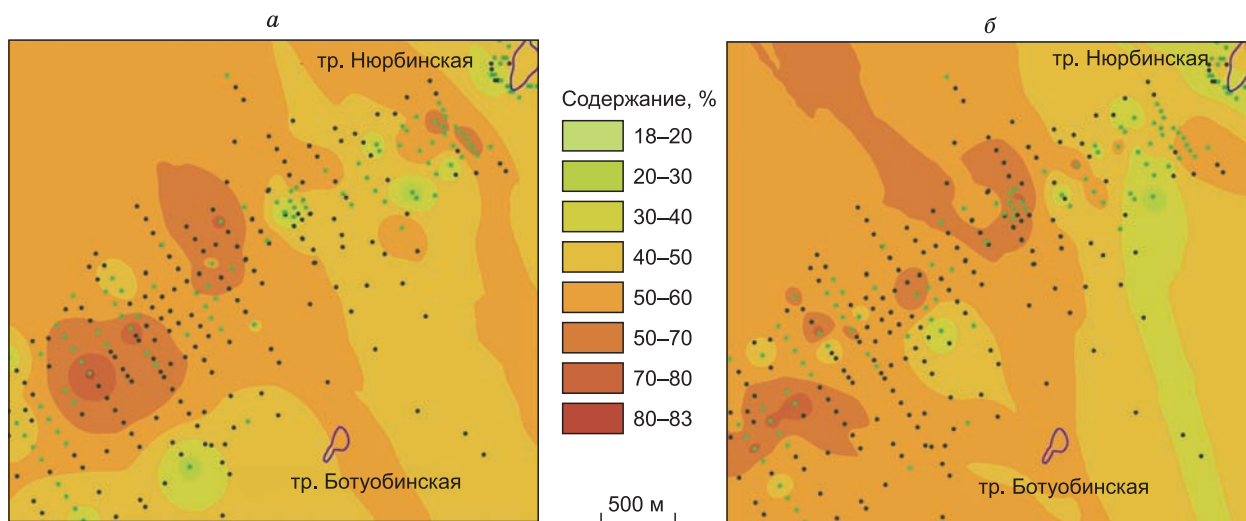 а
б
тр. Нюрбинская
тр. Ботуобинская
Содержание, %
18–20
20–30
30–40
40–50
50–60
50–70
70–80
80–83
500 м
тр. Нюрбинская
тр. Ботуобинская